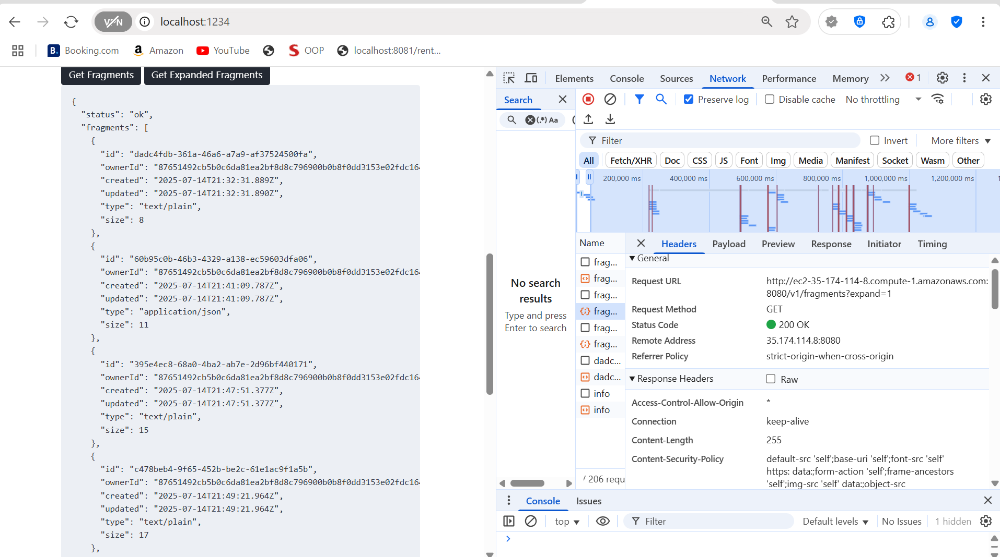 VPN
localhost:1234
B. Booking.com
a Amazon
YouTube
S OOP
localhost:8081/rent...
Get Fragments
Get Expanded Fragments
{
"status": "ok",
"fragments": [
{
"id": "dadc4fdb-361a-46a6-a7a9-af37524500fa",
"ownerId": "87651492cb5b0c6da81ea2bf8d8c796900b0b8f0dd3153e02fdc164
"created": "2025-07-14T21:32:31.889Z",
"updated": "2025-07-14T21:32:31.890Z",
"type": "text/plain",
"size": 8
},
{
"id": "60b95c0b-46b3-4329-a138-ec59603dfa06",
"ownerId": "87651492cb5b0c6da81ea2bf8d8c796900b0b8f0dd3153e02fdc164
"created": "2025-07-14T21:41:09.787Z",
"updated": "2025-07-14T21:41:09.787Z",
"type": "application/json",
"size": 11
},
{
"id": "395e4ec8-68a0-4ba2-ab7e-2d96bf440171",
"ownerId": "87651492cb5b0c6da81ea2bf8d8c796900b0b8f0dd3153e02fdc164
"created": "2025-07-14T21:47:51.377Z",
"updated": "2025-07-14T21:47:51.377Z",
"type": "text/plain",
"size": 15
},
{
"id": "c478beb4-9f65-452b-be2c-61e1ac9f1a5b",
"ownerId": "87651492cb5b0c6da81ea2bf8d8c796900b0b8f0dd3153e02fdc164
"created": "2025-07-14T21:49:21.964Z",
"updated": "2025-07-14T21:49:21.964Z",
"type": "text/plain",
"size": 17
},
Elements
Console
Sources
Network
Performance
Memory
1
Search
(.*) Aa
No search
results
Type and press
Enter to search
Preserve log
Disable cache
No throttling
Filter
Invert
More filters
All
Fetch/XHR
Doc
CSS
JS
Font
Img
Media
Manifest
Socket
Wasm
Other
200,000 ms
400,000 ms
600,000 ms
800,000 ms
1,000,000 ms
1,200,000 ms
1
Name
frag...
frag...
frag...
frag...
frag...
frag...
dadc...
dadc...
info
info
/ 206 requ
Headers
Payload
Preview
Response
Initiator
Timing
General
Request URL
http://ec2-35-174-114-8.compute-1.amazonaws.com:
8080/v1/fragments?expand=1
Request Method
GET
Status Code
200 OK
Remote Address
35.174.114.8:8080
Referrer Policy
strict-origin-when-cross-origin
Response Headers
Raw
Access-Control-Allow-Origin
*
Connection
keep-alive
Content-Length
255
Content-Security-Policy
default-src 'self';base-uri 'self';font-src 'self'
https: data:;form-action 'self';frame-ancestors
'self';img-src 'self' data:;object-src
Console
Issues
top
Filter
Default levels
No Issues
1 hidden